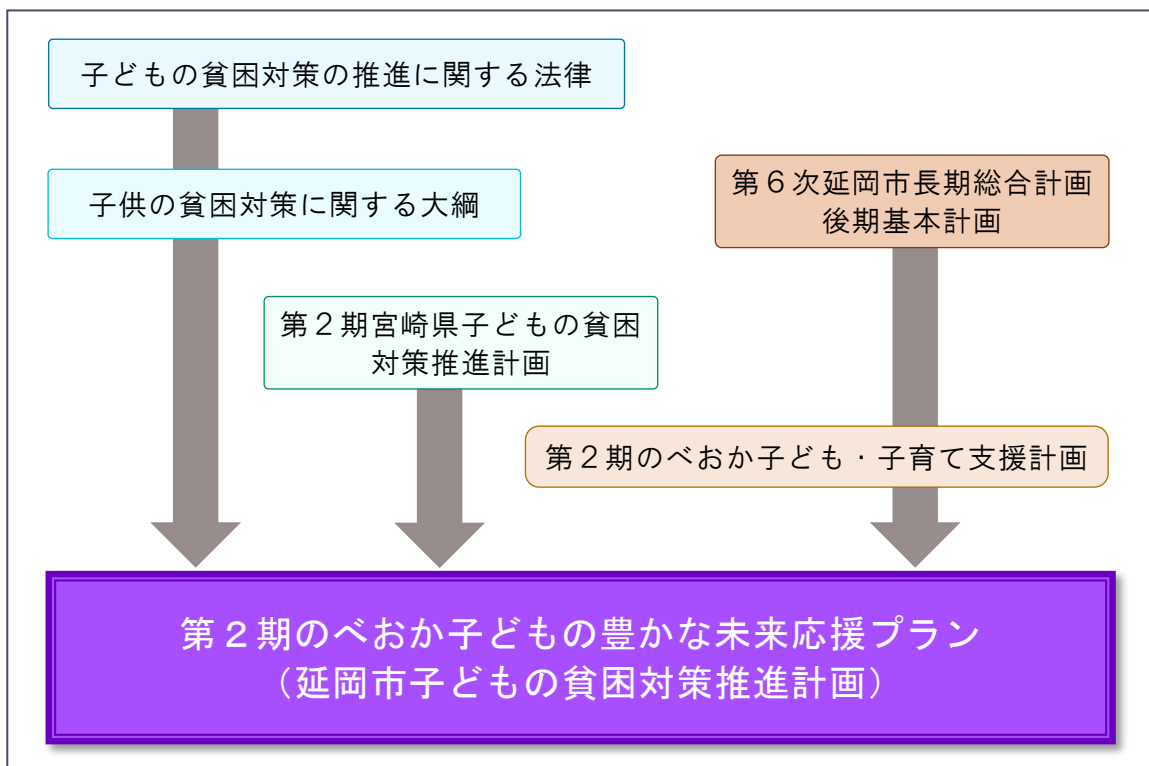 子どもの貧困対策の推進に関する法律
子供の貧困対策に関する大綱
第６次延岡市長期総合計画
後期基本計画
第２期宮崎県子どもの貧困
対策推進計画
第２期のべおか子ども・子育て支援計画
第２期のべおか子どもの豊かな未来応援プラン
（延岡市子どもの貧困対策推進計画）